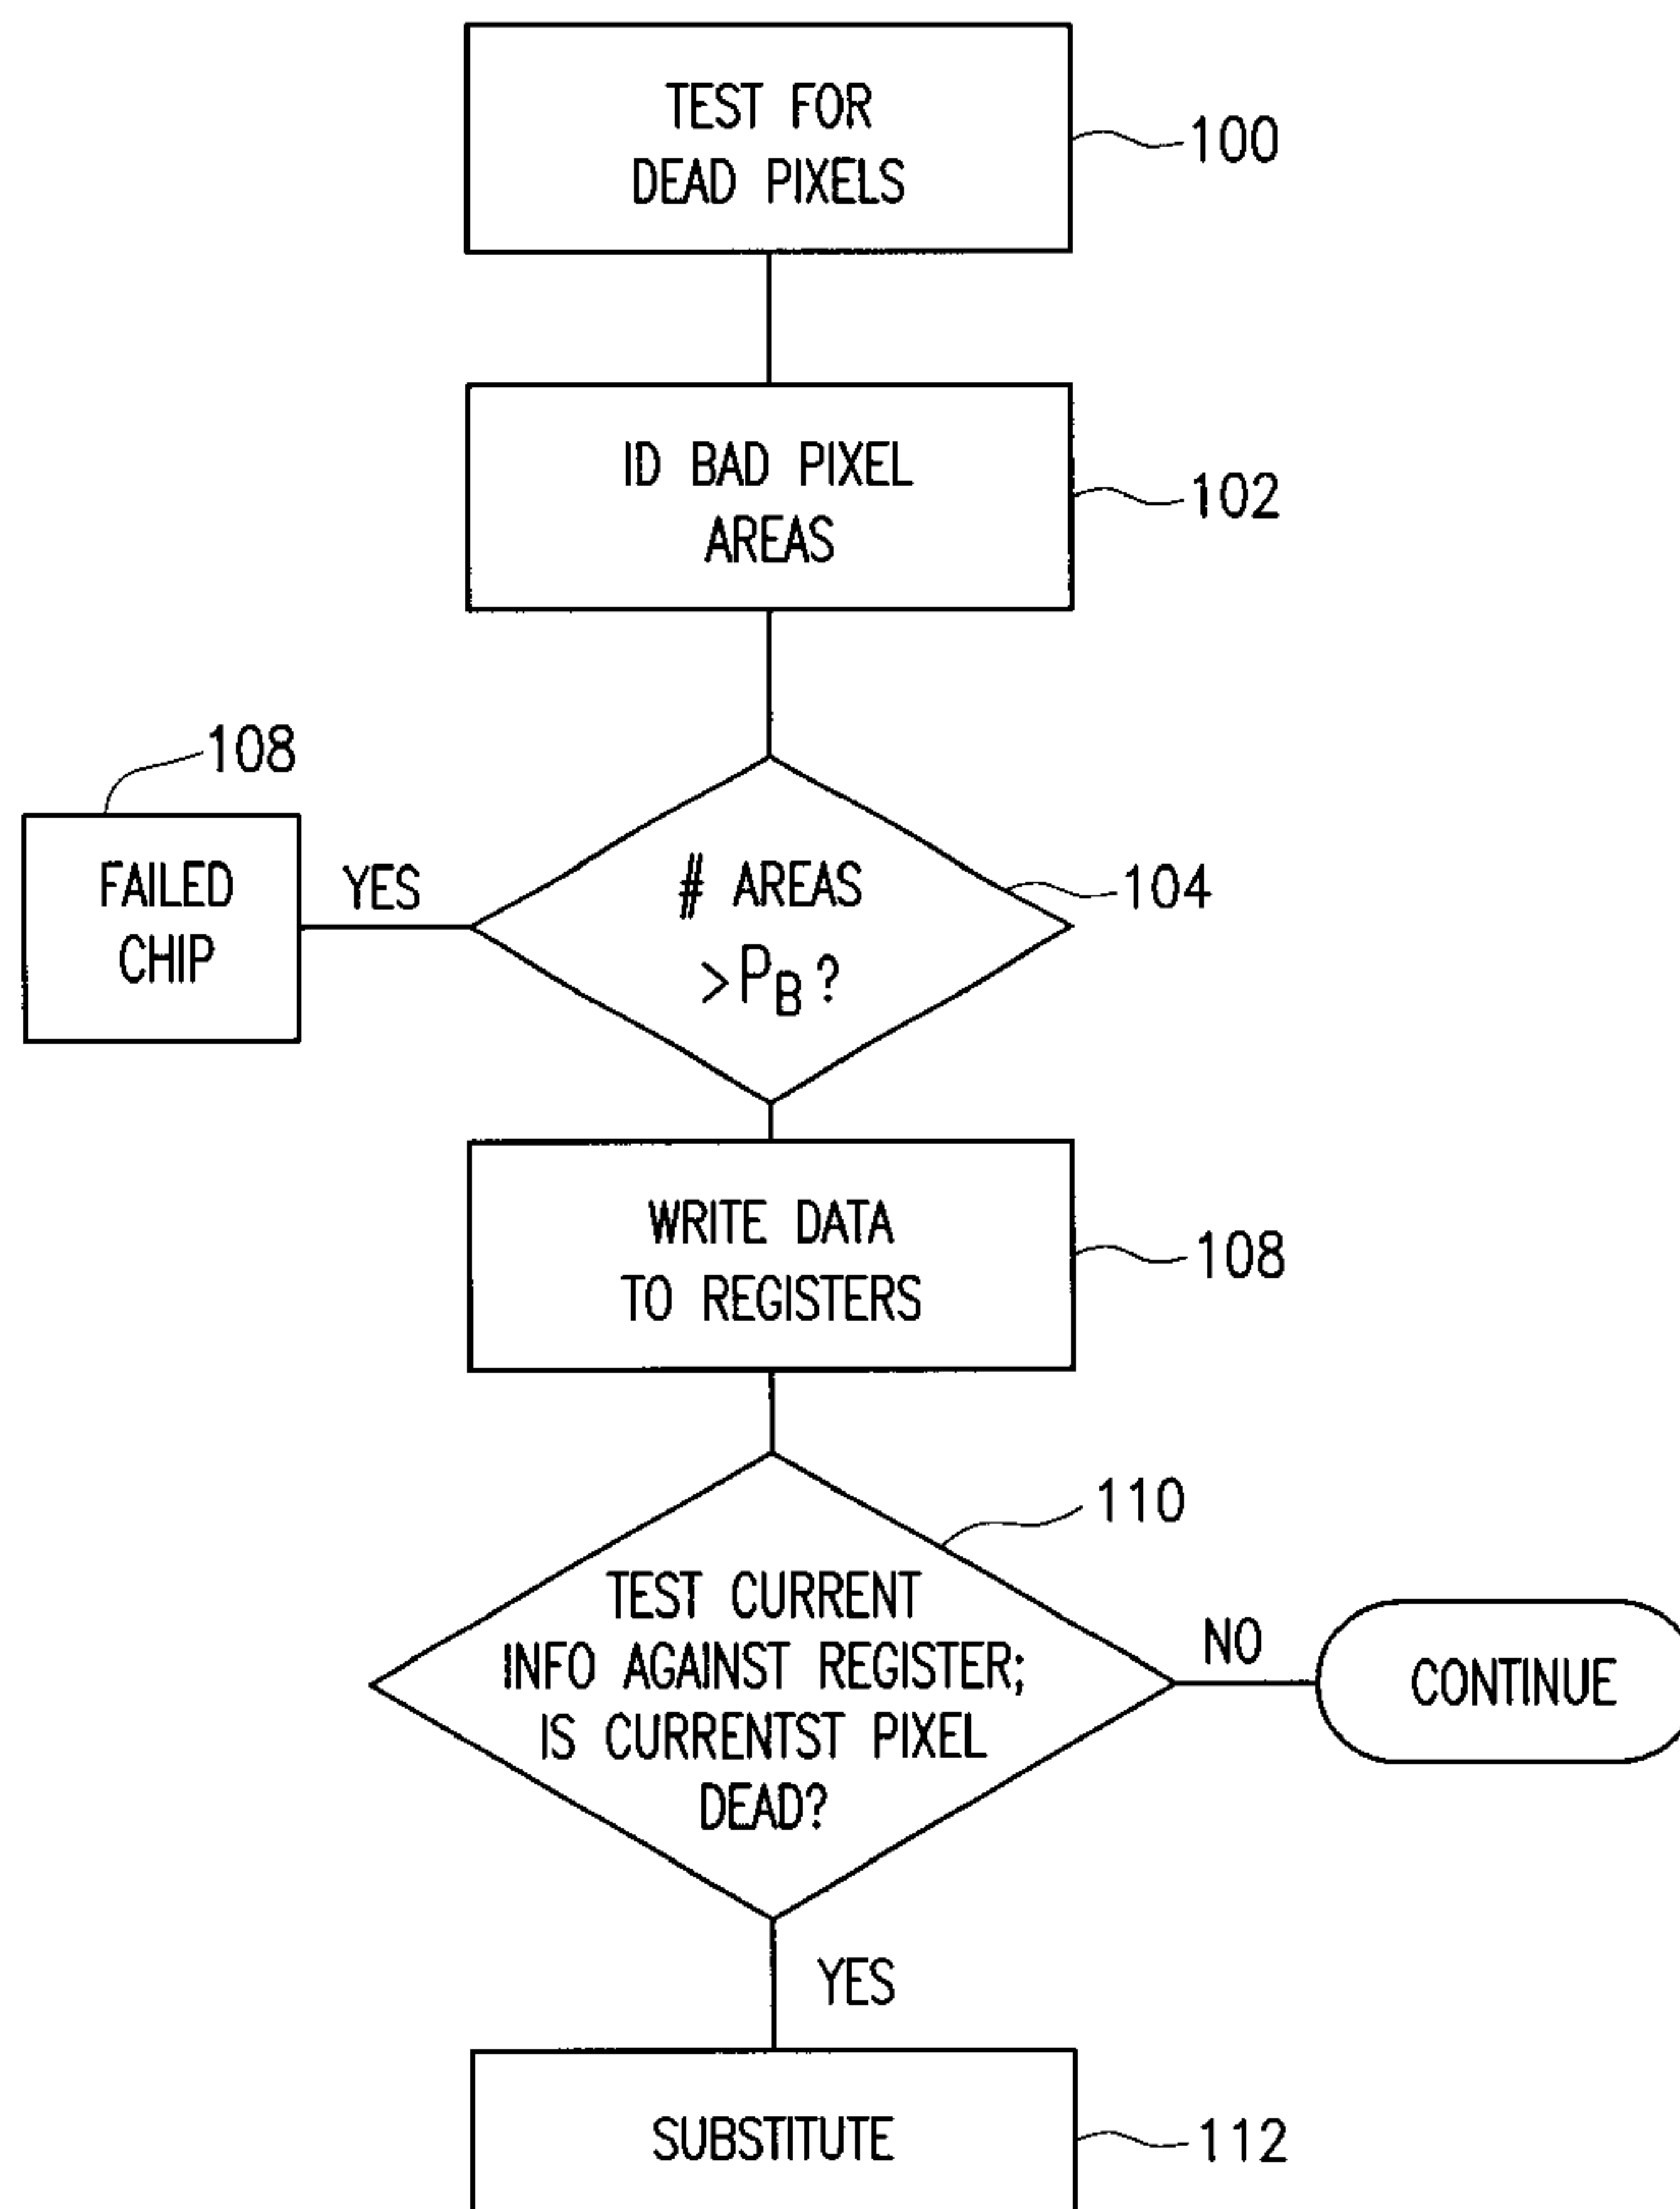 TEST FOR
DEAD PIXELS
100
ID BAD PIXEL
AREAS
102
108
FAILED
CHIP
YES
# AREAS
>PB?
104
WRITE DATA
TO REGISTERS
108
110
TEST CURRENT
INFO AGAINST REGISTER;
IS CURRENTST PIXEL
DEAD?
NO
CONTINUE
YES
SUBSTITUTE
112